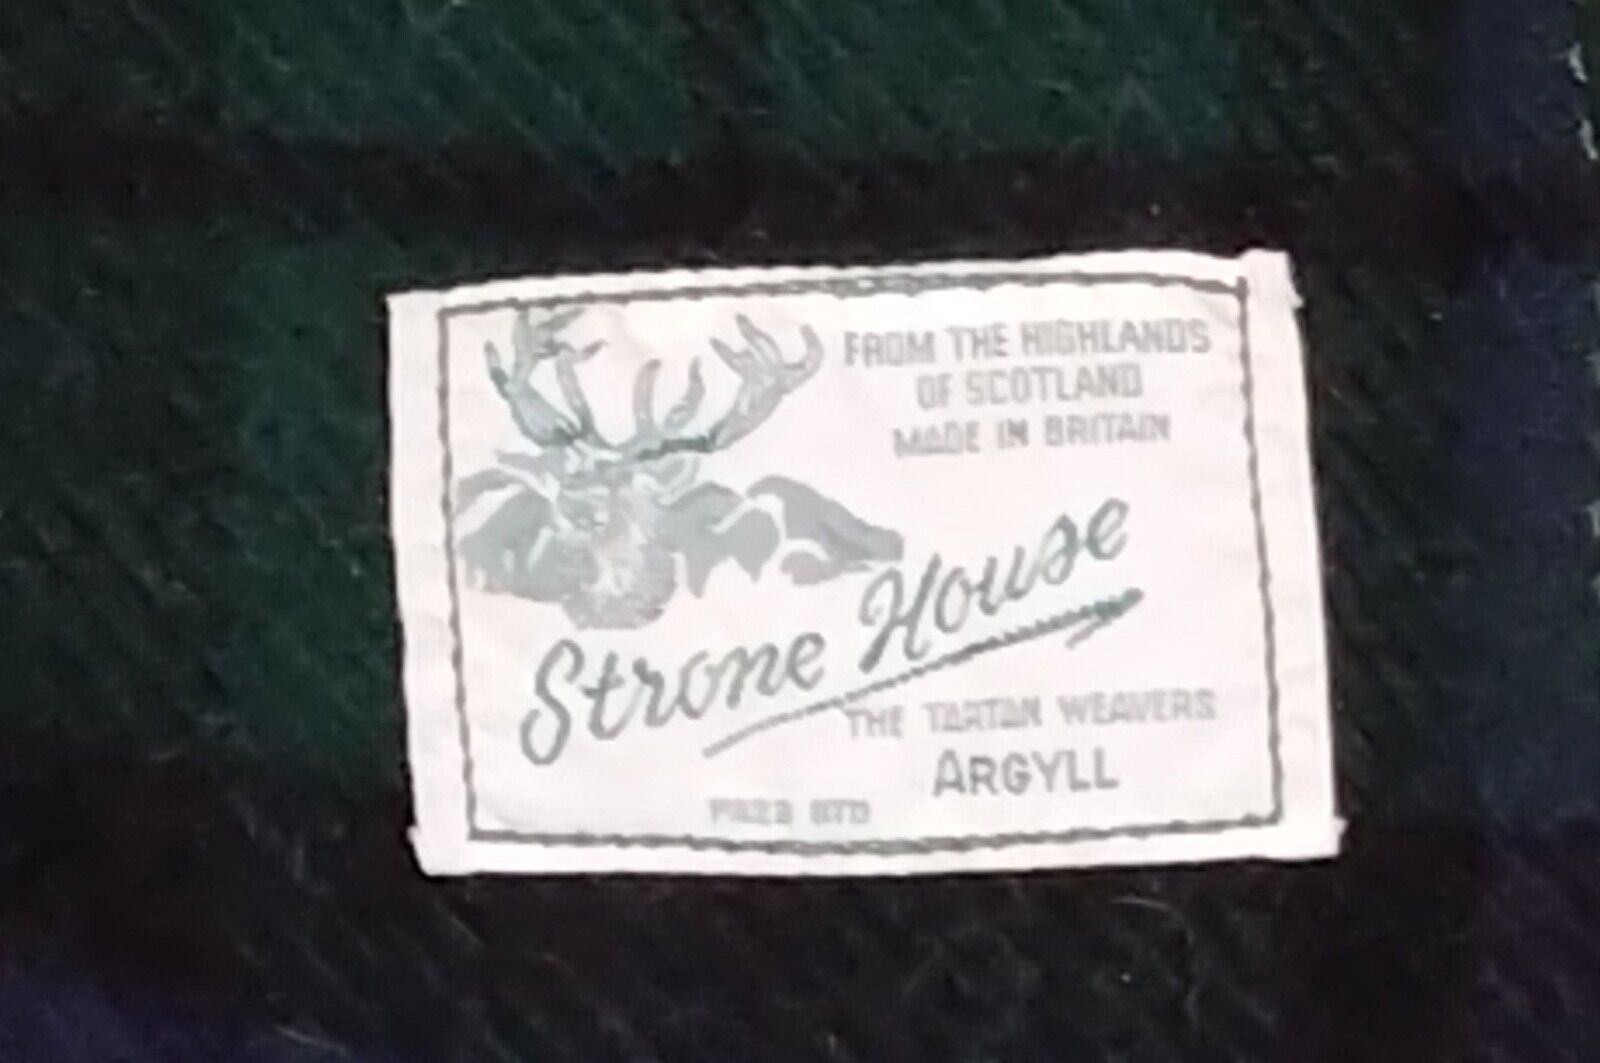 FROM THE HIGHLANDS
OF SCOTLAND
MADE IN BRITAIN
Strone House
THE TARTAN WEAVERS
ARGYLL